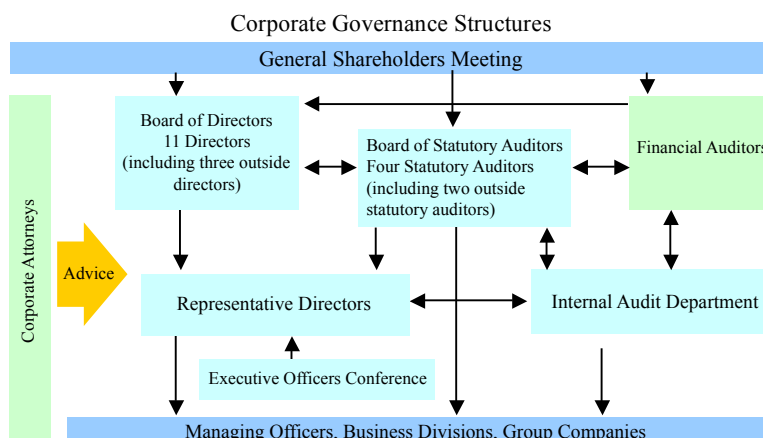 Corporate Governance Structures
General Shareholders Meeting
Board of Directors
11 Directors
(including three outside
directors)
Board of Statutory Auditors
Four Statutory Auditors
(including two outside
statutory auditors)
Financial Auditors
Corporate Attorneys
Advice
Representative Directors
Internal Audit Department
Executive Officers Conference
Managing Officers, Business Divisions, Group Companies